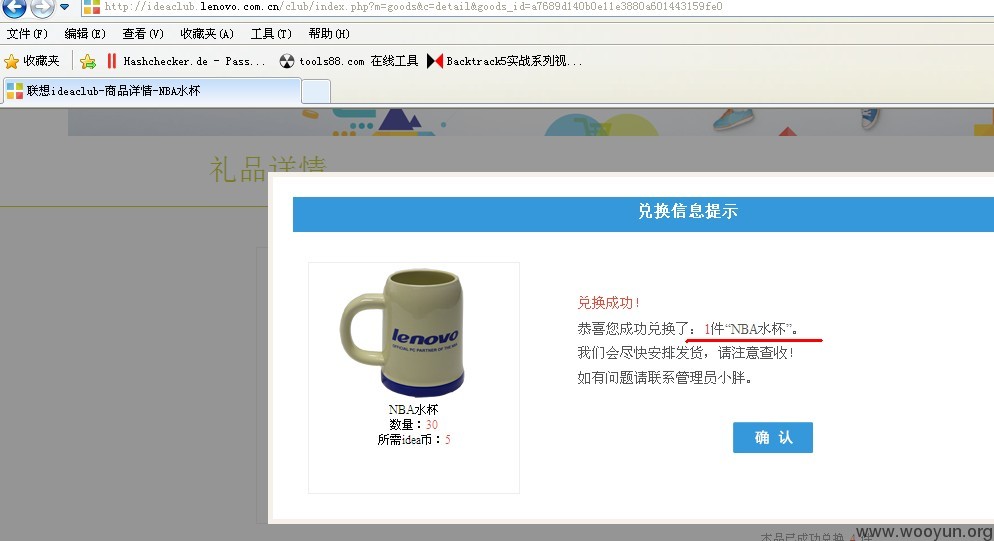 http://ideaclub.lenovo.com.cn/club/index.php?m=goods&c=detail&goods_id=a7689d140b0e11e3880a601443159fe0
文件(F) 编辑(E) 查看(V) 收藏夹(A) 工具(T) 帮助(H)
收藏夹 Hashchecker.de - Pass... tools88.com 在线工具 Backtrack5实战系列视...
联想ideaclub-商品详情-NBA水杯
礼品详情
兑换信息提示
lenovo
OFFICIAL PC PARTNER OF THE NBA
NBA水杯
数量：30
所需idea币：5
兑换成功！
恭喜您成功兑换了：1件“NBA水杯”。
我们会尽快安排发货，请注意查收！
如有问题请联系管理员小胖。
确 认
本品已成功兑换 4 件
www.wooyun.org